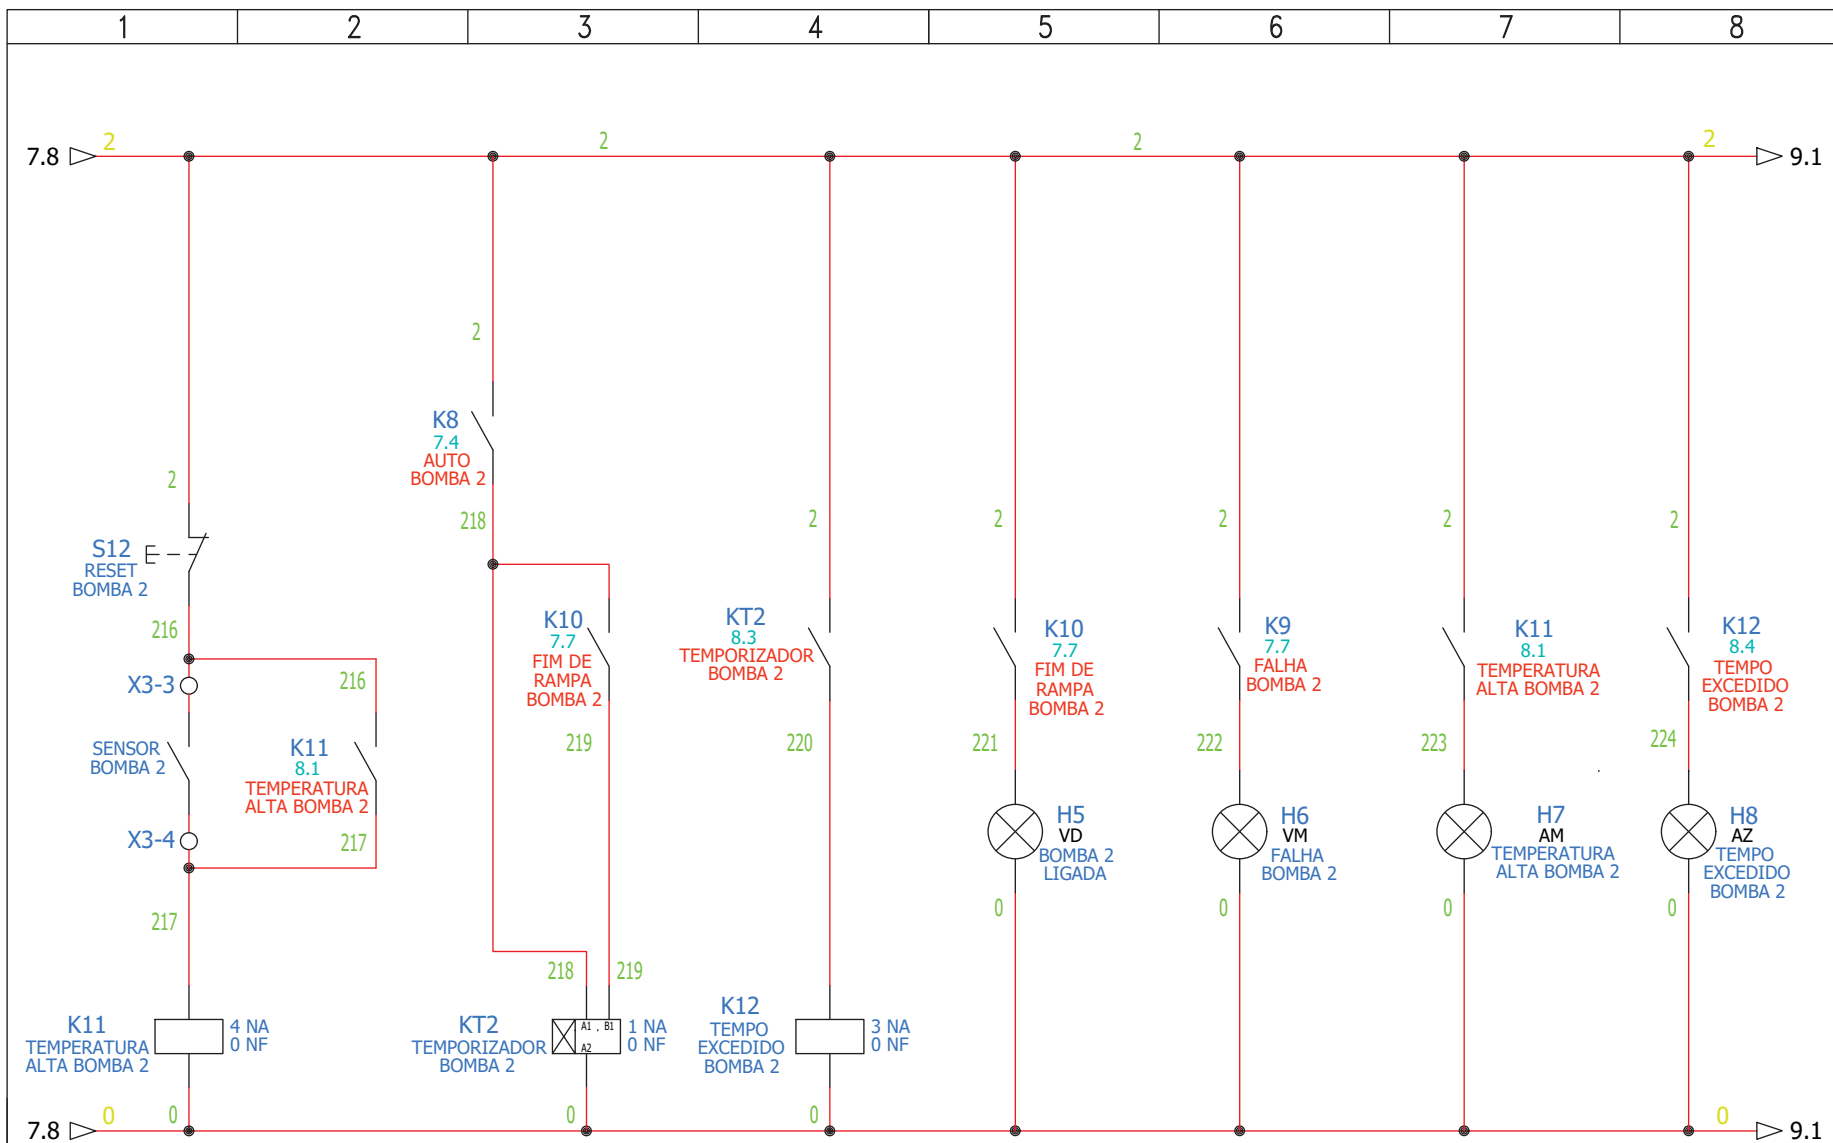 1 2 3 4 5 6 7 8
7.8 2 2 2 2 9.1
2
K8
7.4
AUTO
BOMBA 2
2
218 2 2 2 2 2
S12
RESET
BOMBA 2
216
X3-3
216
SENSOR
BOMBA 2
K11
8.1
TEMPERATURA
ALTA BOMBA 2
X3-4
217
217
K10
7.7
FIM DE
RAMPA
BOMBA 2
219
KT2
8.3
TEMPORIZADOR
BOMBA 2
220
K10
7.7
FIM DE
RAMPA
BOMBA 2
221
K9
7.7
FALHA
BOMBA 2
222
K11
8.1
TEMPERATURA
ALTA BOMBA 2
223
K12
8.4
TEMPO
EXCEDIDO
BOMBA 2
224
H5
VD
BOMBA 2
LIGADA
0
H6
VM
FALHA
BOMBA 2
0
H7
AM
TEMPERATURA
ALTA BOMBA 2
0
H8
AZ
TEMPO
EXCEDIDO
BOMBA 2
0
K11
TEMPERATURA
ALTA BOMBA 2
4 NA
0 NF
218 219
KT2
TEMPORIZADOR
BOMBA 2
A1 . B1
A2
1 NA
0 NF
K12
TEMPO
EXCEDIDO
BOMBA 2
3 NA
0 NF
7.8 0 0 0 0 0 9.1